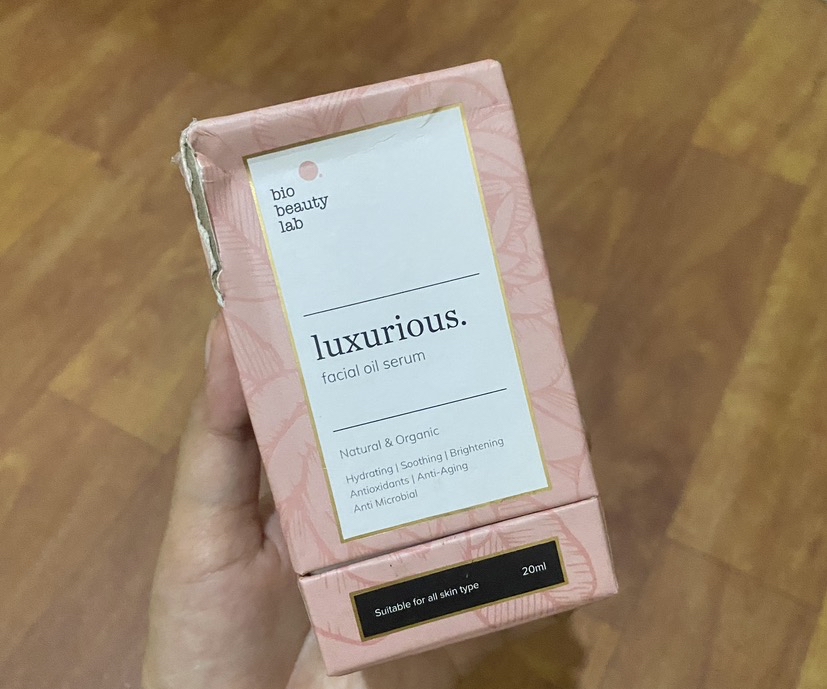 bio
beauty
lab
luxurious.
facial oil serum
Natural & Organic
Hydrating | Soothing | Brightening
Antioxidants | Anti-Aging
Anti Microbial
Suitable for all skin type 20ml